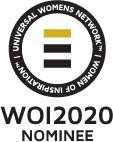 UNIVERSAL WOMENS NETWORK™ | WOMEN OF INSPIRATION™ |
WOI2020
NOMINEE